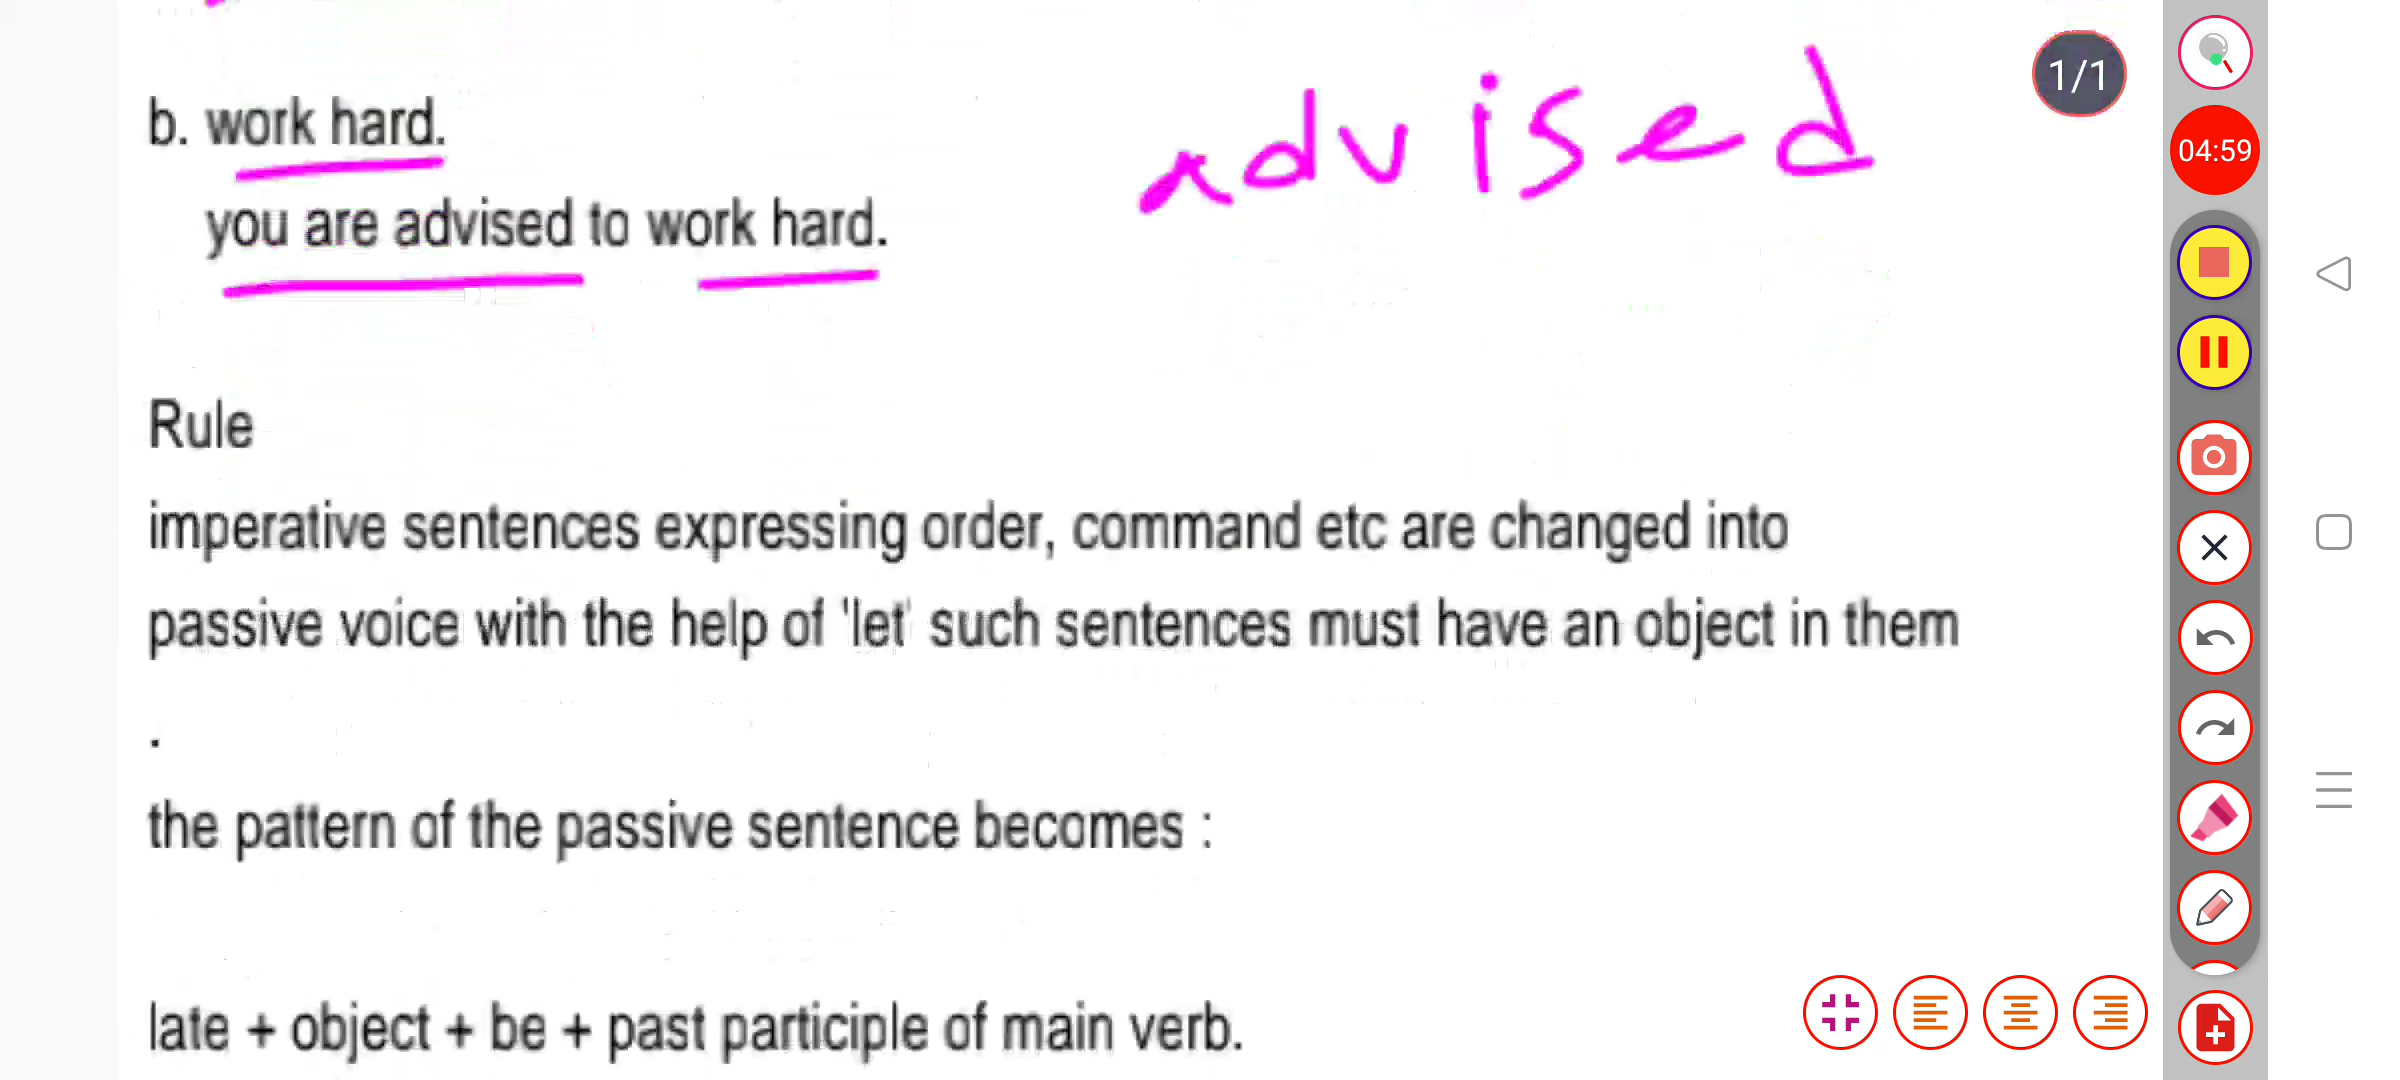 b. work hard.
advised
1/1
04:59
you are advised to work hard.
Rule
imperative sentences expressing order, command etc are changed into
passive voice with the help of 'let' such sentences must have an object in them
.
the pattern of the passive sentence becomes :
late + object + be + past participle of main verb.